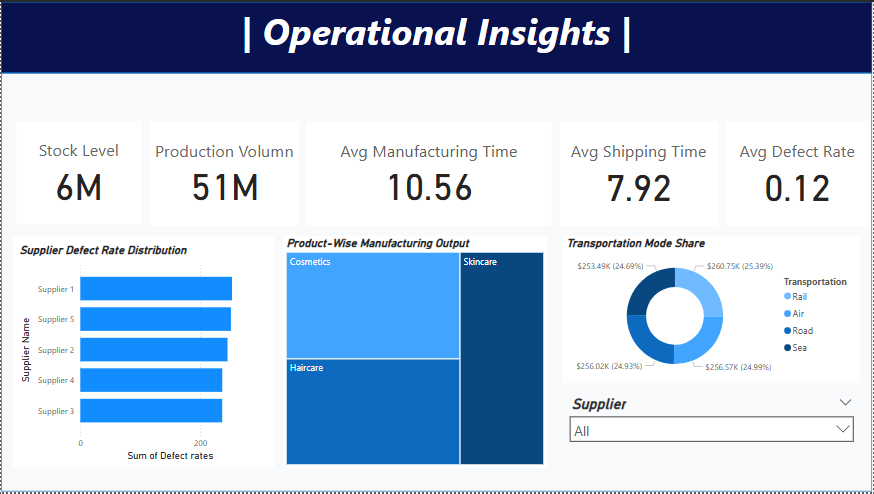 | Operational Insights |
Stock Level
6M
Production Volumn
51M
Avg Manufacturing Time
10.56
Avg Shipping Time
7.92
Avg Defect Rate
0.12
Supplier Defect Rate Distribution
Supplier Name
Supplier 1
Supplier 5
Supplier 2
Supplier 4
Supplier 3
0
200
Sum of Defect rates
Product-Wise Manufacturing Output
Cosmetics
Skincare
Haircare
Transportation Mode Share
$253.49K (24.69%)
$260.75K (25.39%)
$256.02K (24.93%)
$256.57K (24.99%)
Transportation
Rail
Air
Road
Sea
Supplier
All